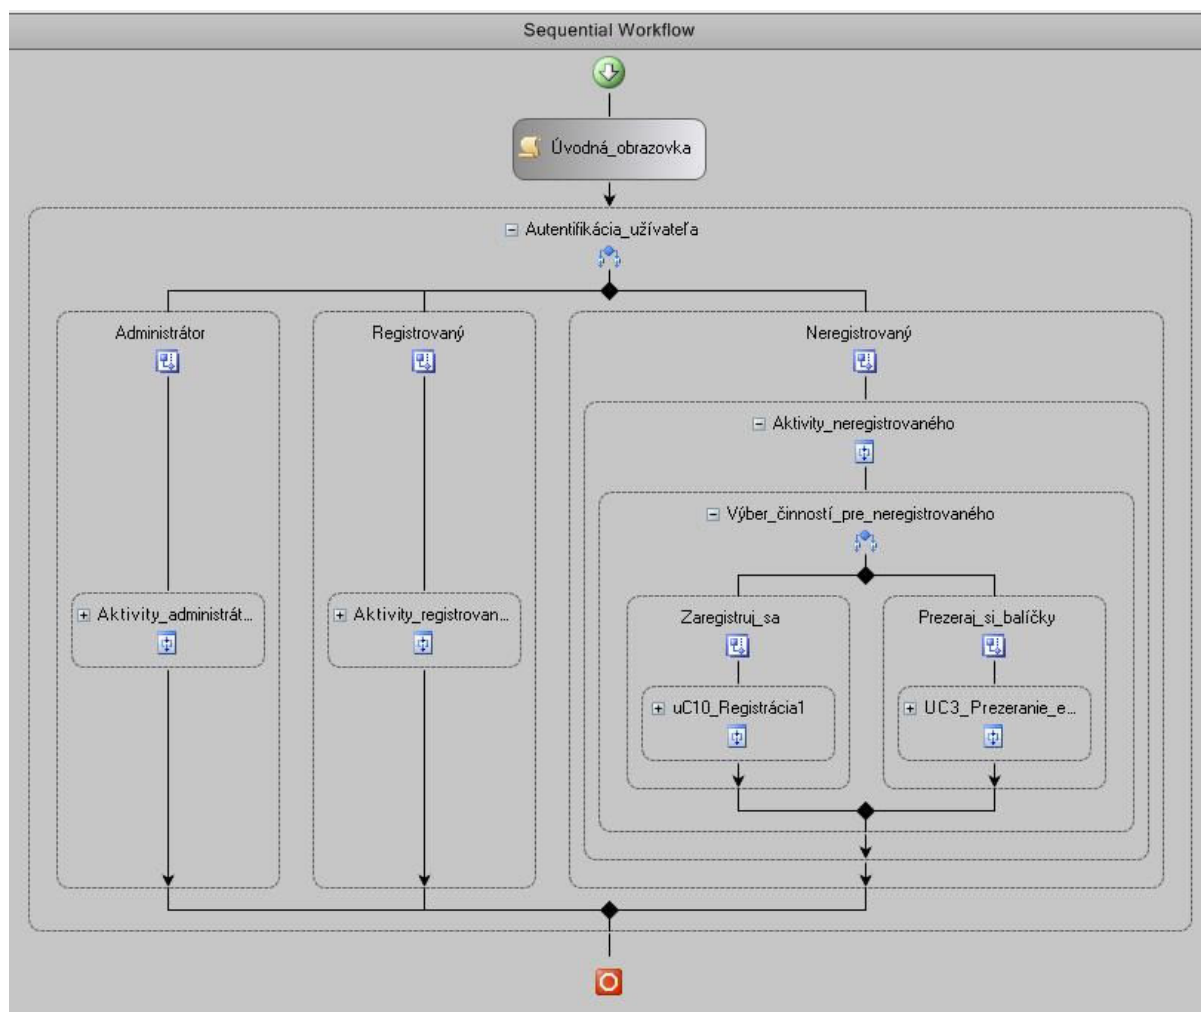 Sequential Workflow
Úvodná_obrazovka
Autentifikácia_užívateľa
Administrátor
Registrovaný
Neregistrovaný
Aktivity_neregistrovaného
Výber_činností_pre_neregistrovaného
Aktivity_administrát...
Aktivity_registrovan...
Zaregistruj_sa
Prezeraj_si_balíčky
uC10_Registrácia1
UC3_Prezeranie_e...